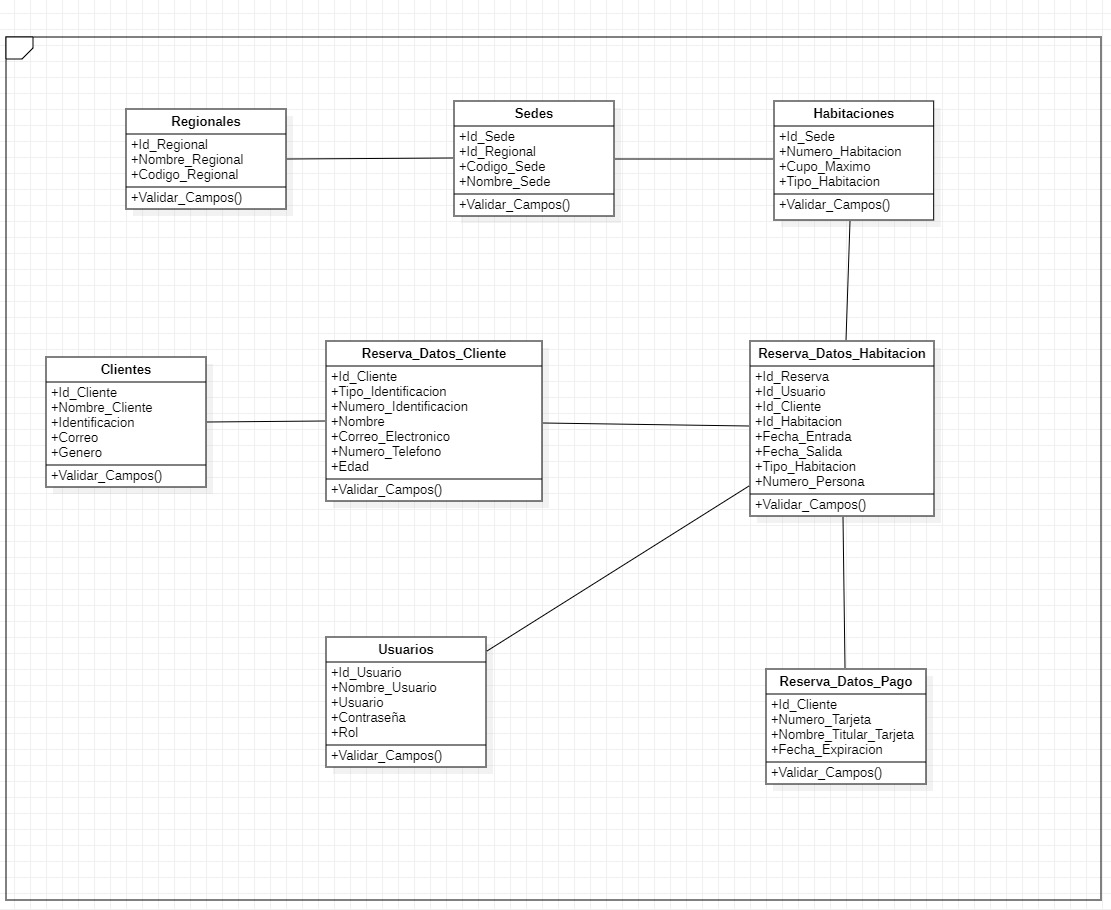 Regionales
+Id_Regional
+Nombre_Regional
+Codigo_Regional
+Validar_Campos()
Sedes
+Id_Sede
+Id_Regional
+Codigo_Sede
+Nombre_Sede
+Validar_Campos()
Habitaciones
+Id_Sede
+Numero_Habitacion
+Cupo_Maximo
+Tipo_Habitacion
+Validar_Campos()
Clientes
+Id_Cliente
+Nombre_Cliente
+Identificacion
+Correo
+Genero
+Validar_Campos()
Reserva_Datos_Cliente
+Id_Cliente
+Tipo_Identificacion
+Numero_Identificacion
+Nombre
+Correo_Electronico
+Numero_Telefono
+Edad
+Validar_Campos()
Reserva_Datos_Habitacion
+Id_Reserva
+Id_Usuario
+Id_Cliente
+Id_Habitacion
+Fecha_Entrada
+Fecha_Salida
+Tipo_Habitacion
+Numero_Persona
+Validar_Campos()
Usuarios
+Id_Usuario
+Nombre_Usuario
+Usuario
+Contraseña
+Rol
+Validar_Campos()
Reserva_Datos_Pago
+Id_Cliente
+Numero_Tarjeta
+Nombre_Titular_Tarjeta
+Fecha_Expiracion
+Validar_Campos()